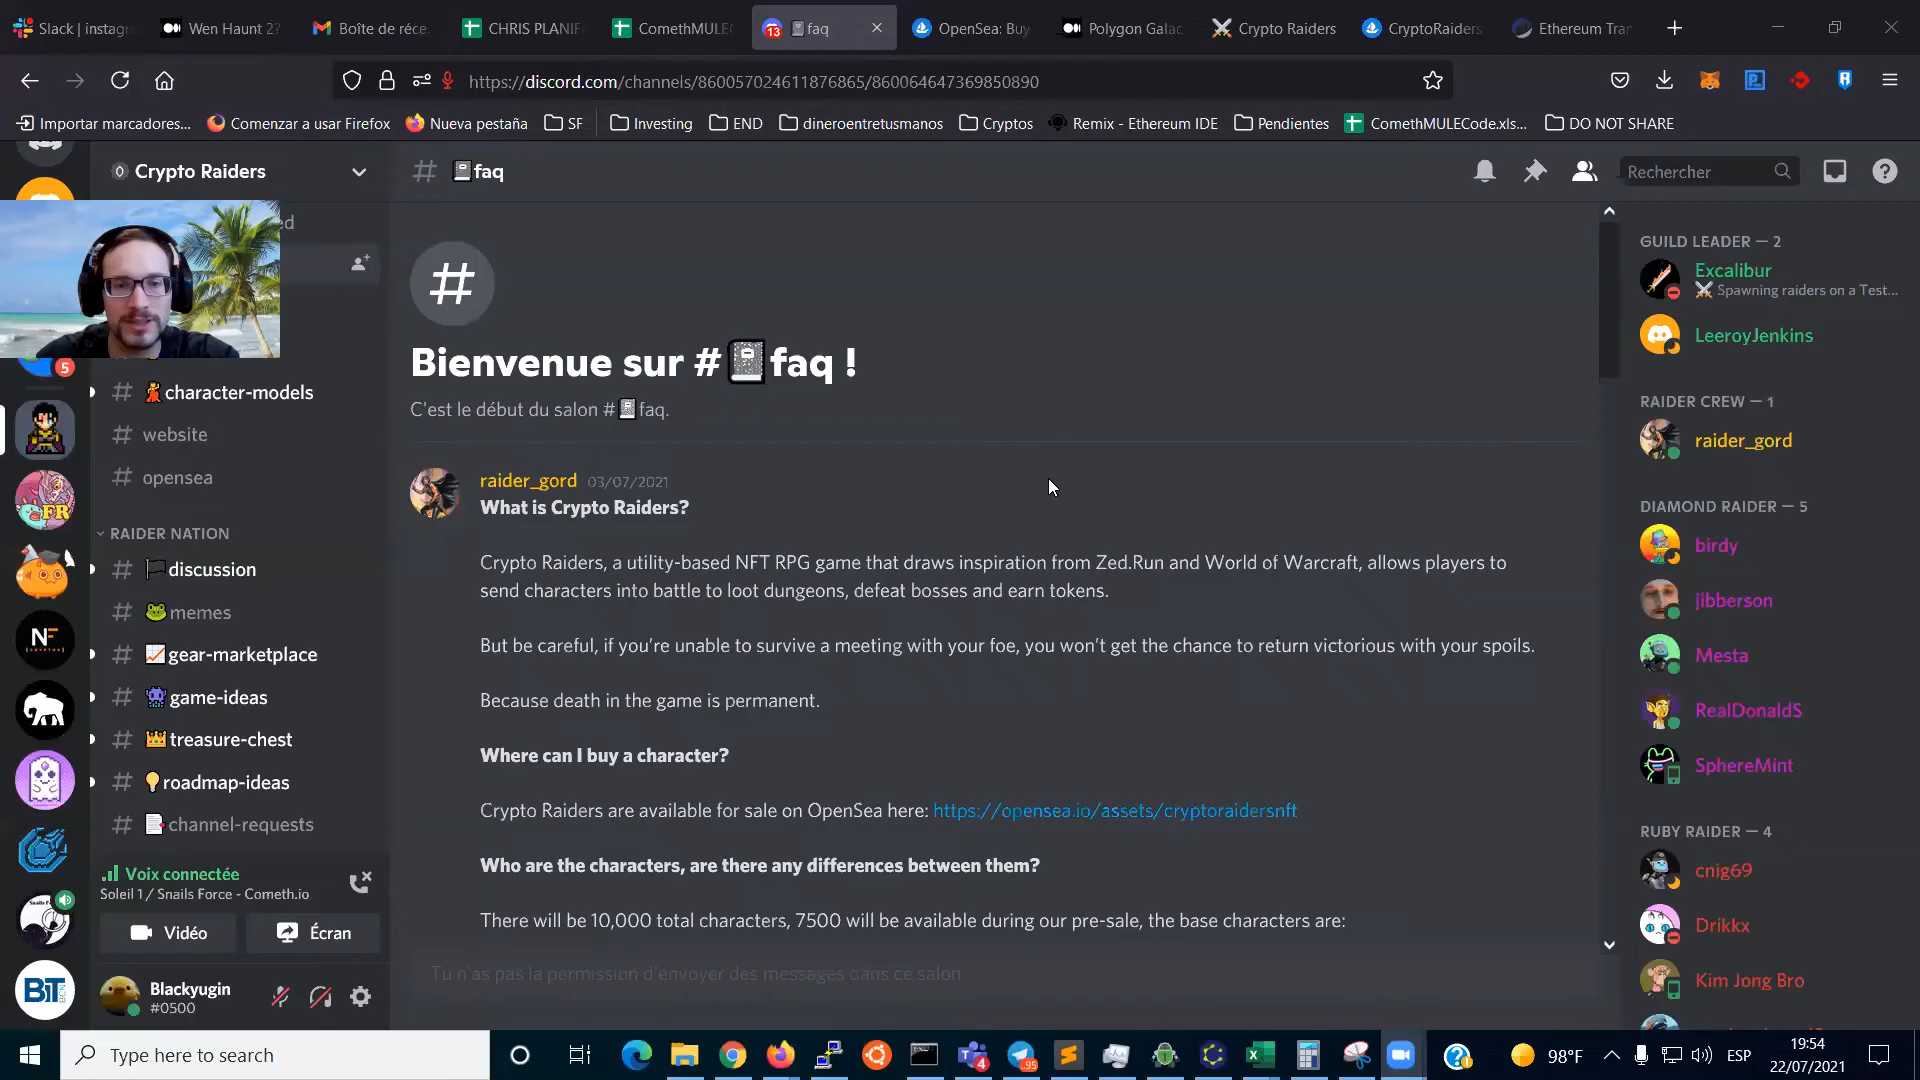 Slack | instagr
Wen Haunt 2?
Boîte de réce
CHRIS PLANIF
ComethMULEC
13
faq
OpenSea: Buy
Polygon Galac
Crypto Raiders
CryptoRaiders
Ethereum Tran
https://discord.com/channels/860057024611876865/860064647369850890
Importar marcadores...
Comenzar a usar Firefox
Nueva pestaña
SF
Investing
END
dineroentretusmanos
Cryptos
Remix - Ethereum IDE
Pendientes
ComethMULECode.xls...
DO NOT SHARE
Crypto Raiders
# faq
Rechercher
ed
5
# character-models
# website
# opensea
RAIDER NATION
# discussion
# memes
# gear-marketplace
# game-ideas
# treasure-chest
# roadmap-ideas
# channel-requests
FR
NF
BIT
Voix connectée
Soleil 1 / Snails Force - Cometh.io
Vidéo
Écran
Blackyugin
#0500
#
Bienvenue sur #faq !
C'est le début du salon #faq.
raider_gord 03/07/2021
What is Crypto Raiders?
Crypto Raiders, a utility-based NFT RPG game that draws inspiration from Zed.Run and World of Warcraft, allows players to
send characters into battle to loot dungeons, defeat bosses and earn tokens.
But be careful, if you're unable to survive a meeting with your foe, you won't get the chance to return victorious with your spoils.
Because death in the game is permanent.
Where can I buy a character?
Crypto Raiders are available for sale on OpenSea here: https://opensea.io/assets/cryptoraidersnft
Who are the characters, are there any differences between them?
There will be 10,000 total characters, 7500 will be available during our pre-sale, the base characters are:
Tu n'as pas la permission d'envoyer des messages dans ce salon
GUILD LEADER — 2
Excalibur
Spawning raiders on a Test...
LeeroyJenkins
RAIDER CREW — 1
raider_gord
DIAMOND RAIDER — 5
birdy
jibberson
Mesta
RealDonaldS
SphereMint
RUBY RAIDER — 4
cnig69
Drikkx
Kim Jong Bro
Type here to search
4
.95
98°F
ESP
19:54
22/07/2021